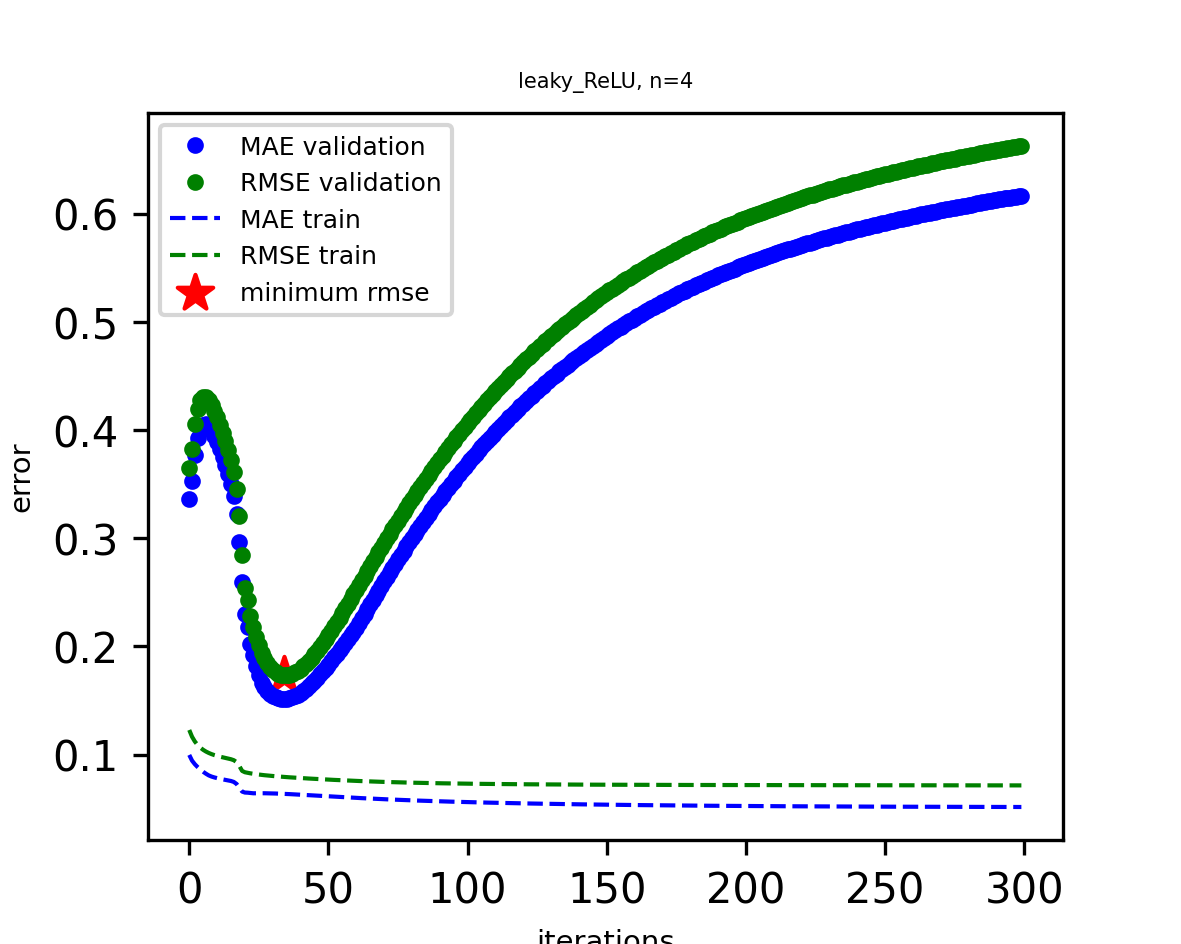 leaky_ReLU, n=4
MAE validation
RMSE validation
MAE train
RMSE train
minimum rmse
error
0.6
0.5
0.4
0.3
0.2
0.1
0 50 100 150 200 250 300
iterations